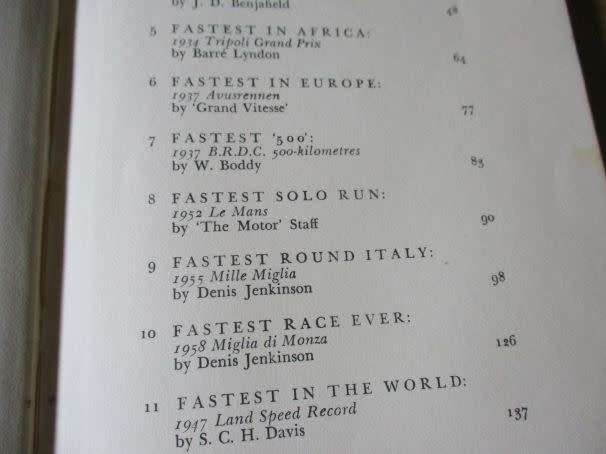 by J. D. Benjafield
48
5 FASTEST IN AFRICA:
1934 Tripoli Grand Prix
by Barré Lyndon 64
6 FASTEST IN EUROPE:
1937 Avusrennen
by 'Grand Vitesse' 77
7 FASTEST '500':
1937 B.R.D.C. 500-kilometres
by W. Boddy 83
8 FASTEST SOLO RUN:
1952 Le Mans
by 'The Motor' Staff 90
9 FASTEST ROUND ITALY:
1955 Mille Miglia
by Denis Jenkinson 98
10 FASTEST RACE EVER:
1958 Miglia di Monza
by Denis Jenkinson 126
11 FASTEST IN THE WORLD:
1947 Land Speed Record
by S. C. H. Davis 137